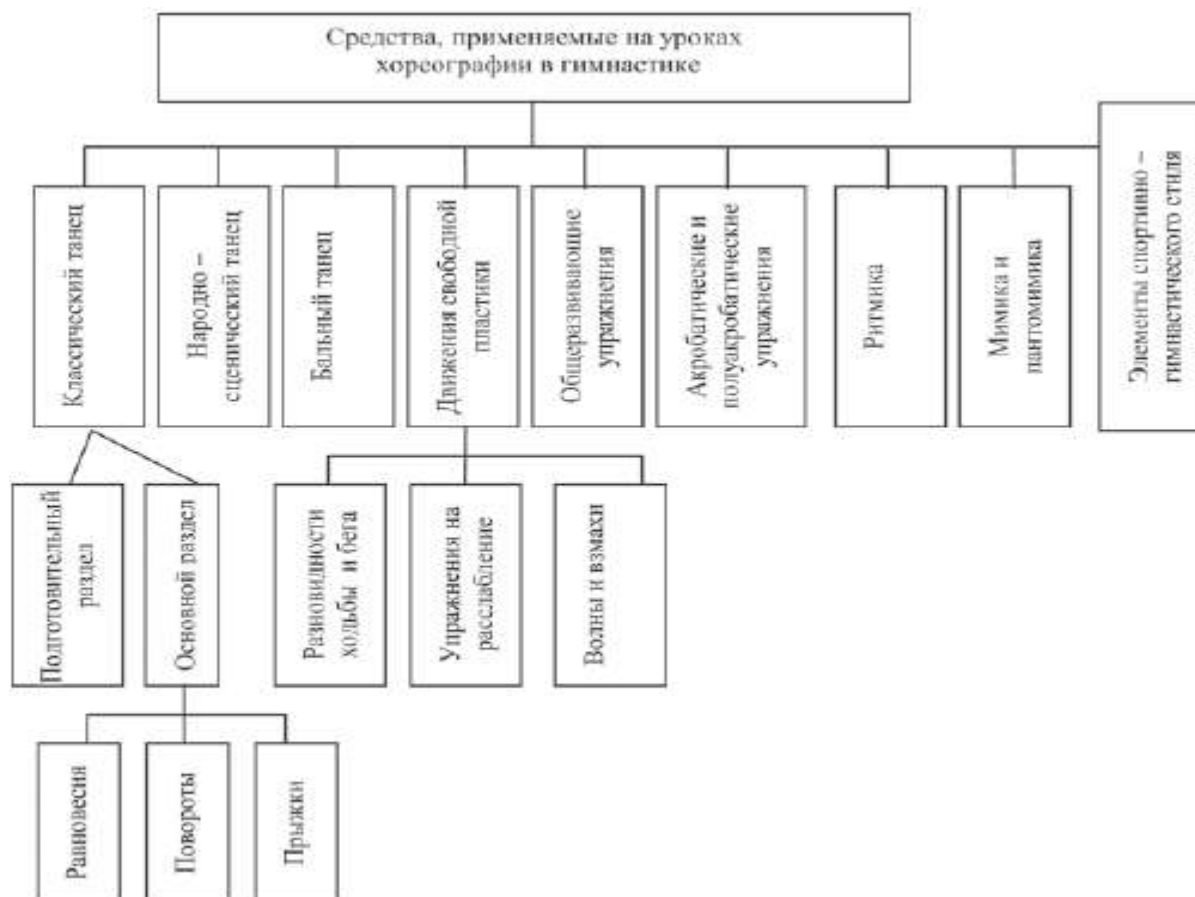 Средства, применяемые на уроках
хореографии в гимнастике
Классический танец
Народно –
сценический танец
Бальный танец
Движения свободной
пластики
Общеразвивающие
упражнения
Акробатические и
полуакробатические
упражнения
Ритмика
Мимика и
пантомимика
Элементы спортивно –
гимнастического стиля
Подготовительный
раздел
Основной раздел
Разновидности
ходьбы и бега
Упражнения на
расслабление
Волны и взмахи
Равновесия
Повороты
Прыжки